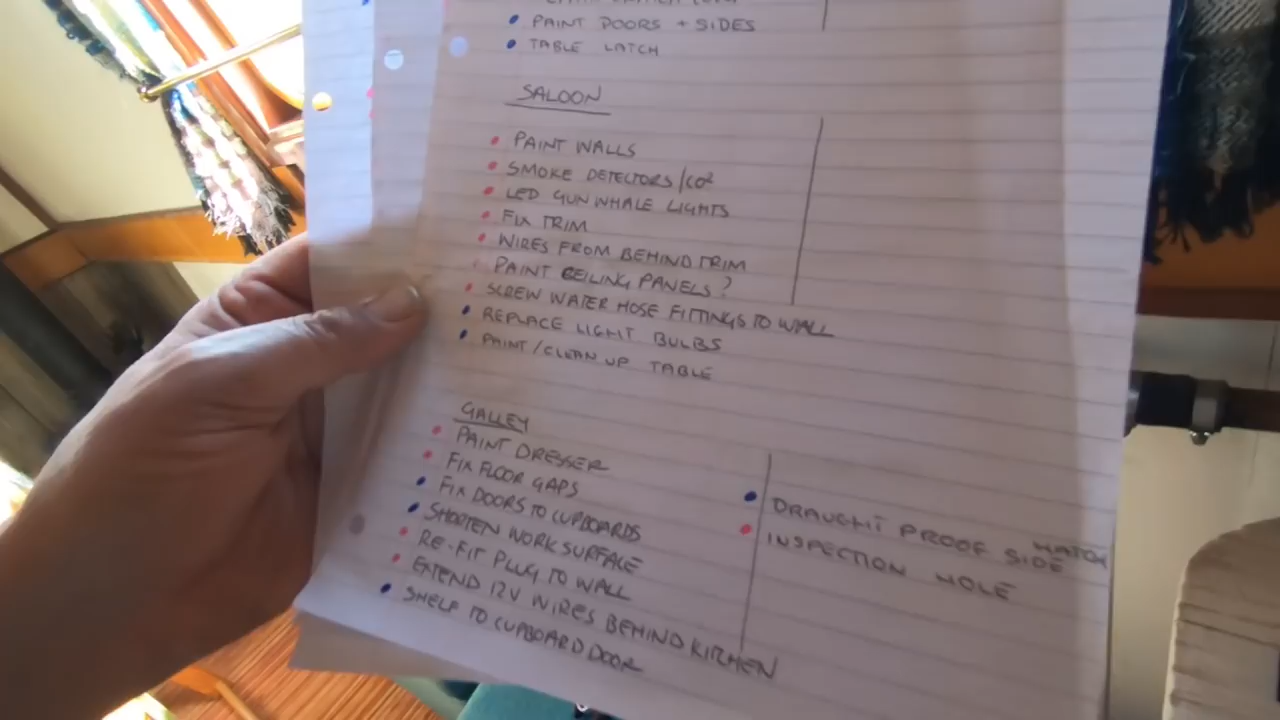 PAINT DOORS + SIDES
TABLE LATCH
SALOON
PAINT WALLS
SMOKE DETECTORS/CO²
LED GUNWHALE LIGHTS
FIX TRIM
WIRES FROM BEHIND TRIM
PAINT CEILING PANELS?
SCREW WATER HOSE FITTINGS TO WALL
REPLACE LIGHT BULBS
PAINT/CLEAN UP TABLE
GALLEY
PAINT DRESSER
FIX FLOOR GAPS
FIX DOORS TO CUPBOARDS
SHORTEN WORK SURFACE
RE-FIT PLUG TO WALL
EXTEND 12V WIRES BEHIND KITCHEN
SHELF TO CUPBOARD DOOR
DRAUGHT PROOF SIDE HATCH
INSPECTION HOLE